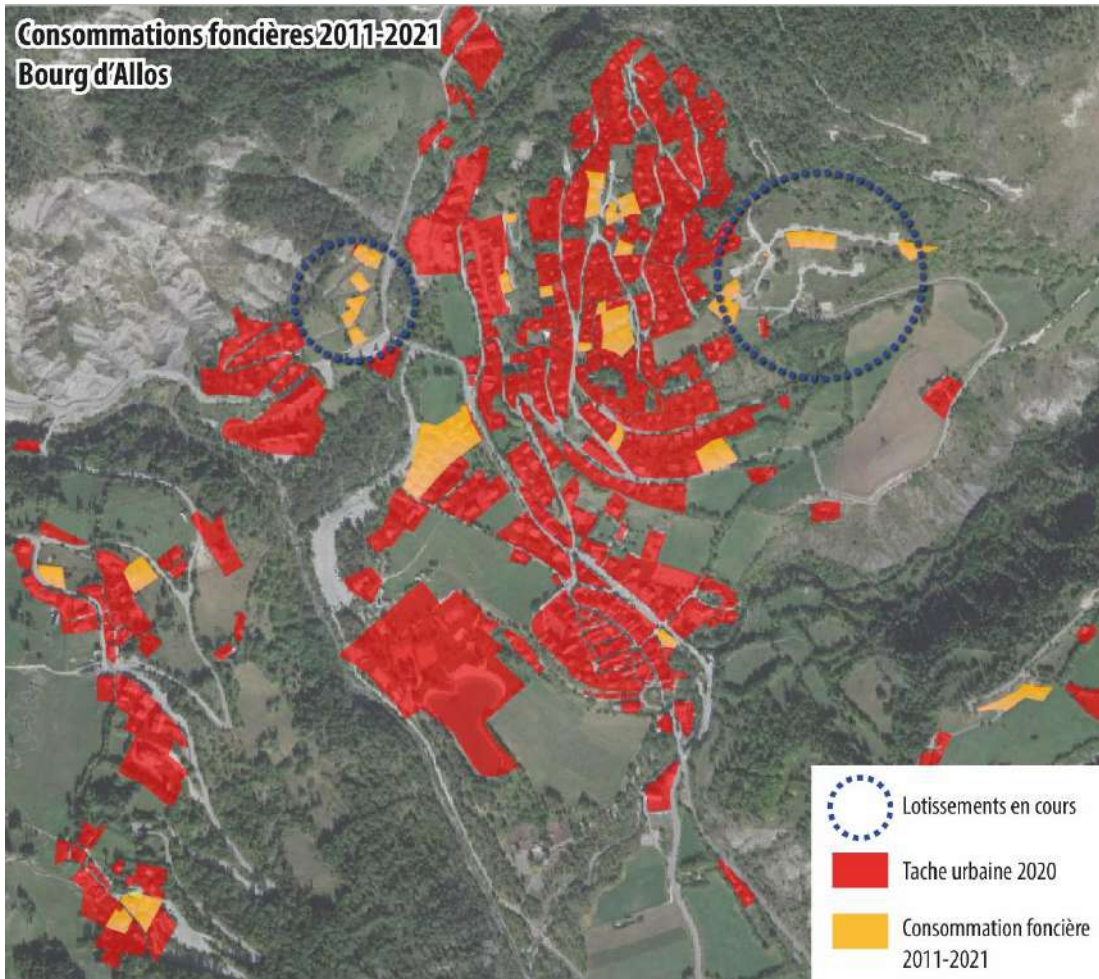 Consommations foncières 2011-2021
Bourg d'Allos
Lotissements en cours
Tache urbaine 2020
Consommation foncière
2011-2021